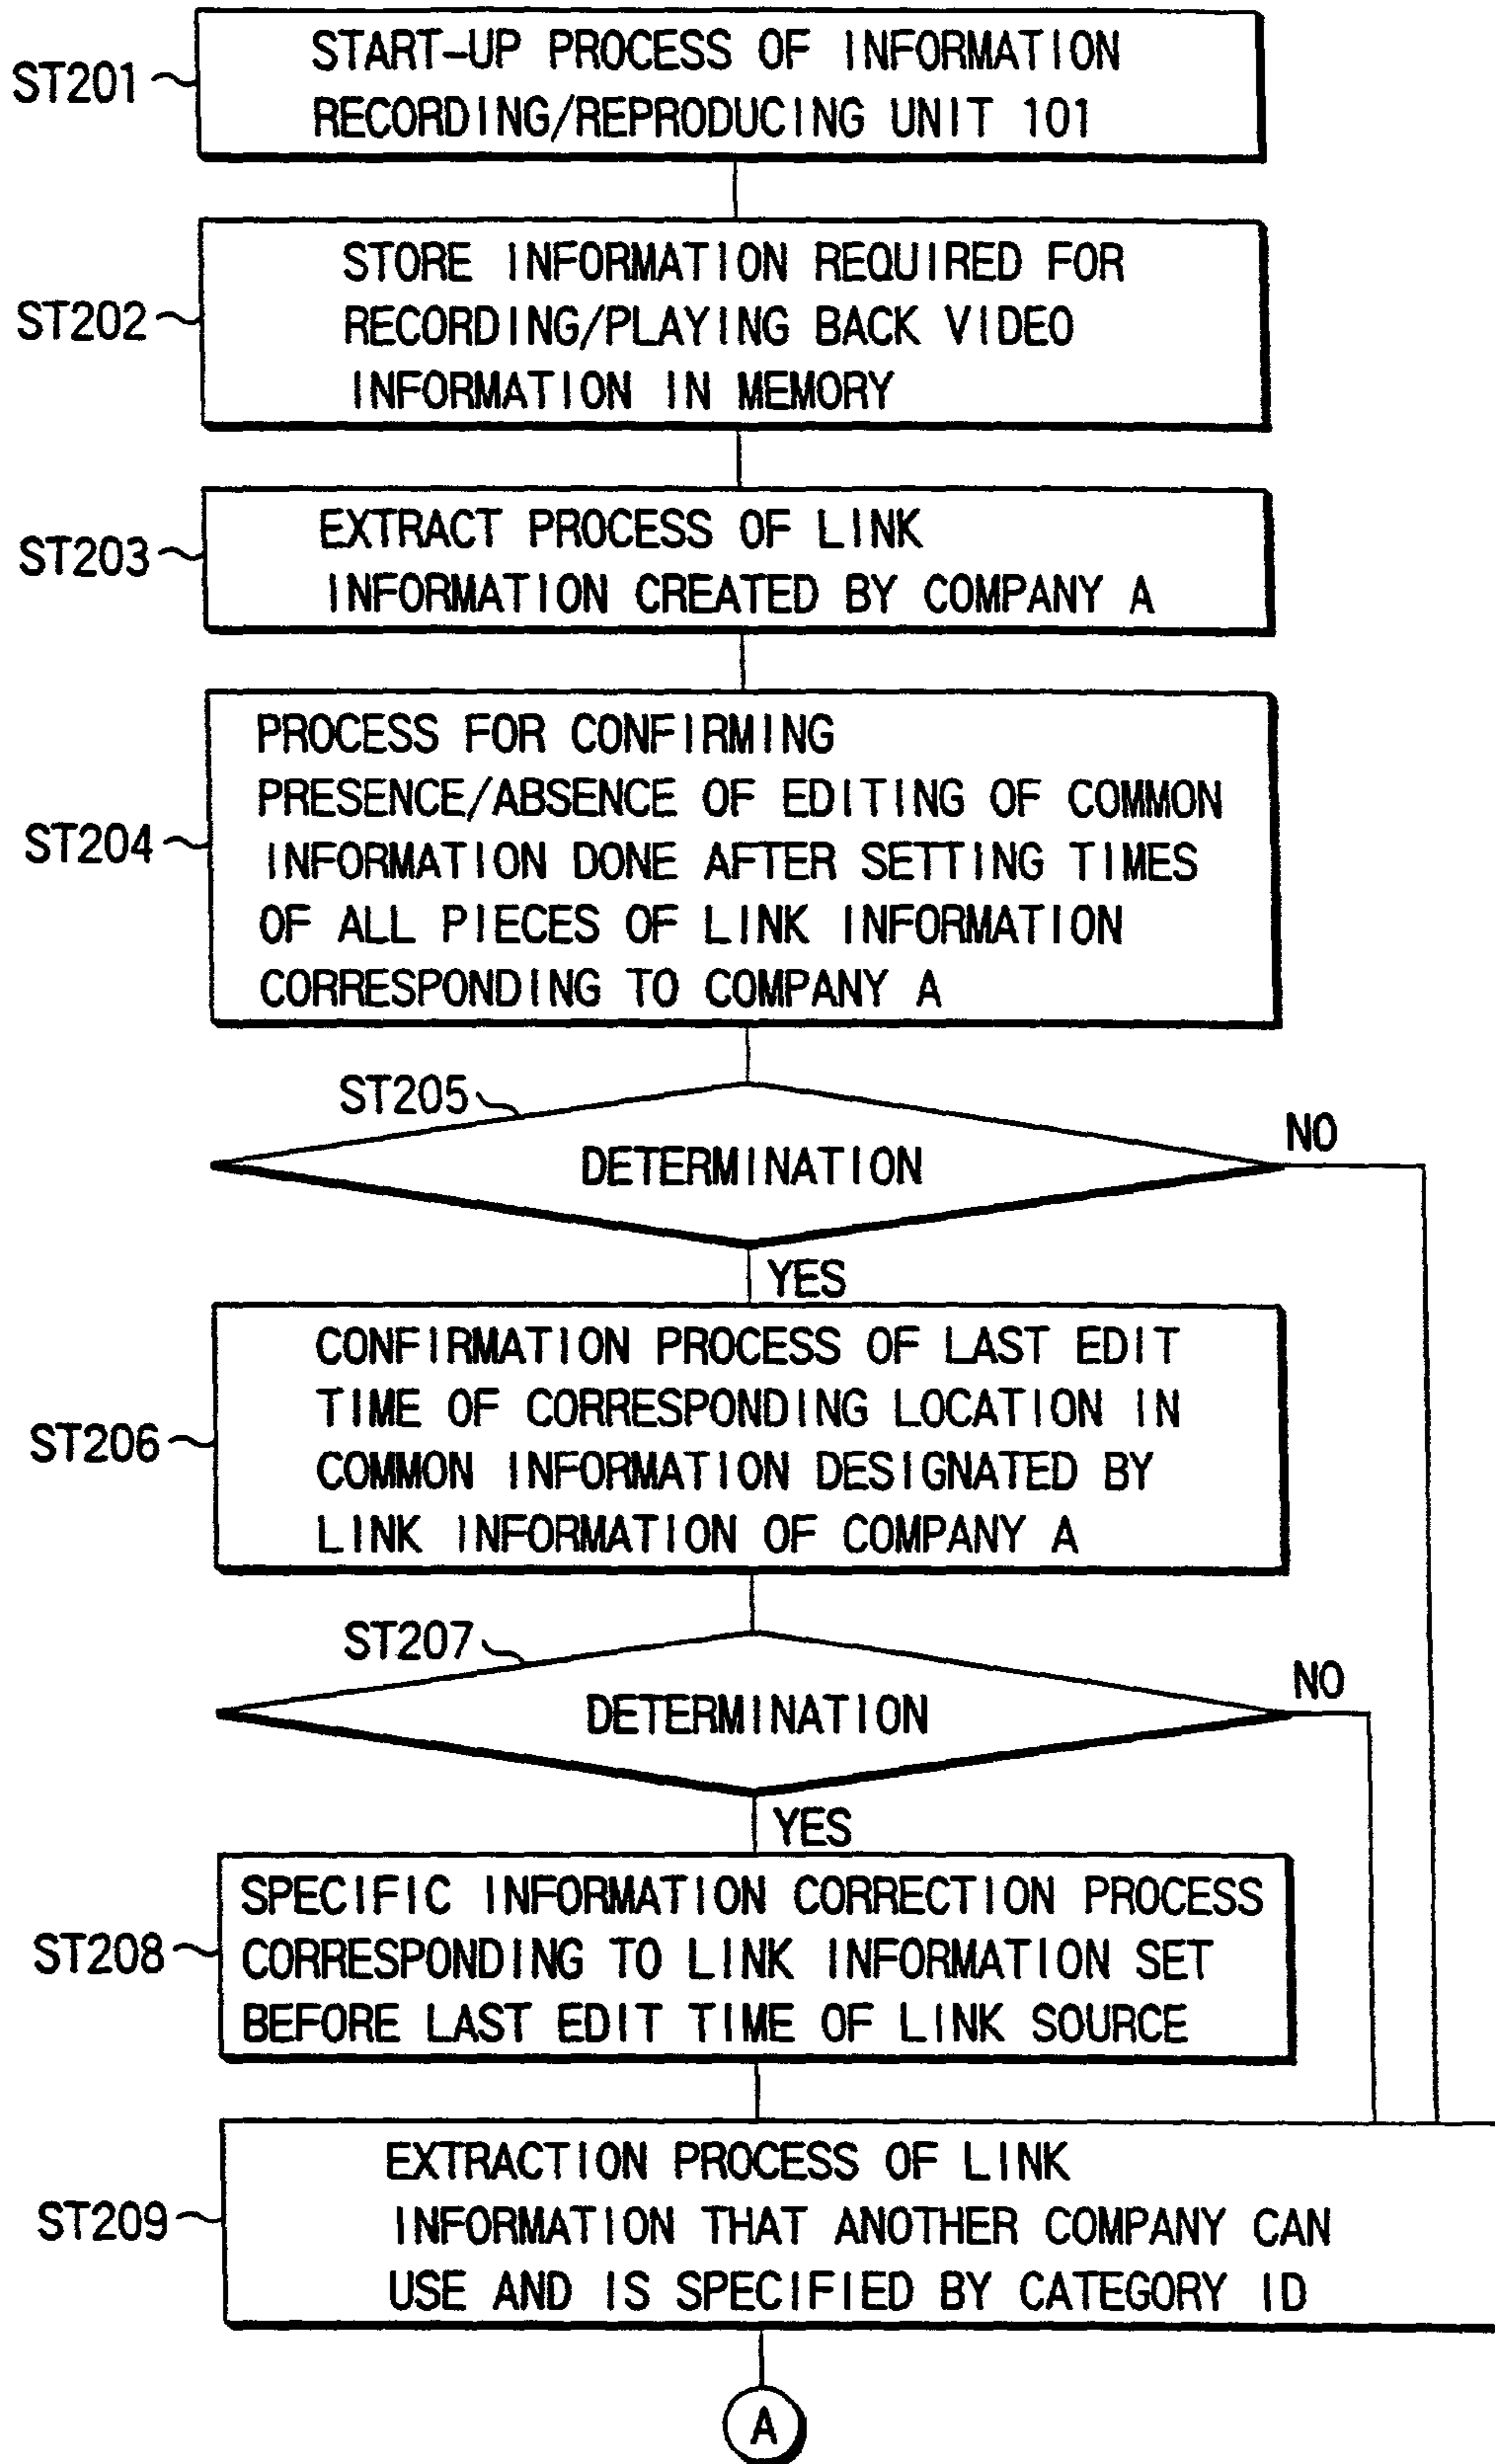 ST201
START-UP PROCESS OF INFORMATION
RECORDING/REPRODUCING UNIT 101
ST202
STORE INFORMATION REQUIRED FOR
RECORDING/PLAYING BACK VIDEO
INFORMATION IN MEMORY
ST203
EXTRACT PROCESS OF LINK
INFORMATION CREATED BY COMPANY A
ST204
PROCESS FOR CONFIRMING
PRESENCE/ABSENCE OF EDITING OF COMMON
INFORMATION DONE AFTER SETTING TIMES
OF ALL PIECES OF LINK INFORMATION
CORRESPONDING TO COMPANY A
ST205
DETERMINATION
NO
YES
ST206
CONFIRMATION PROCESS OF LAST EDIT
TIME OF CORRESPONDING LOCATION IN
COMMON INFORMATION DESIGNATED BY
LINK INFORMATION OF COMPANY A
ST207
DETERMINATION
NO
YES
ST208
SPECIFIC INFORMATION CORRECTION PROCESS
CORRESPONDING TO LINK INFORMATION SET
BEFORE LAST EDIT TIME OF LINK SOURCE
ST209
EXTRACTION PROCESS OF LINK
INFORMATION THAT ANOTHER COMPANY CAN
USE AND IS SPECIFIED BY CATEGORY ID
A